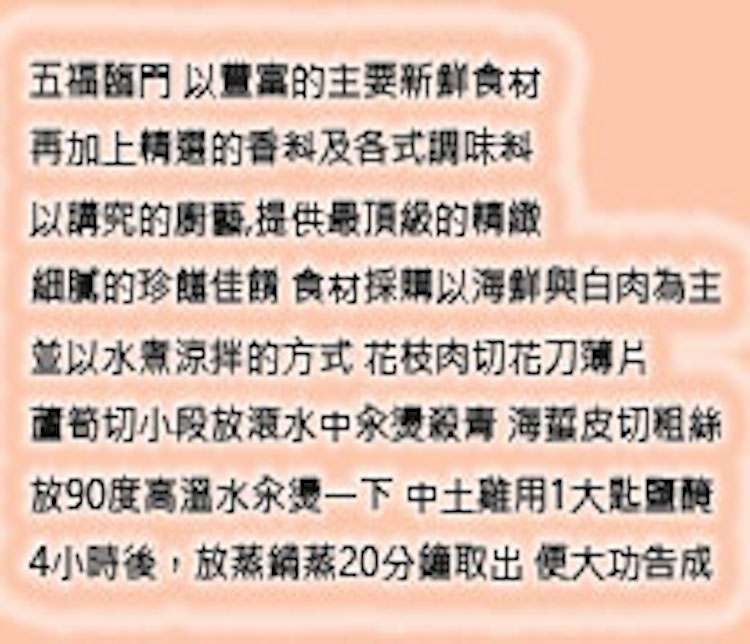 五福臨門 以豐富的主要新鮮食材
再加上精選的香料及各式調味料
以講究的廚藝,提供最頂級的精緻
細膩的珍饈佳餚 食材採購以海鮮與白肉為主
並以水煮涼拌的方式 花枝肉切花刀薄片
蘆筍切小段放滾水中汆燙殺青 海蜇皮切粗絲
放90度高溫水汆燙一下 中土雞用1大匙鹽醃
4小時後，放蒸鍋蒸20分鐘取出 便大功告成